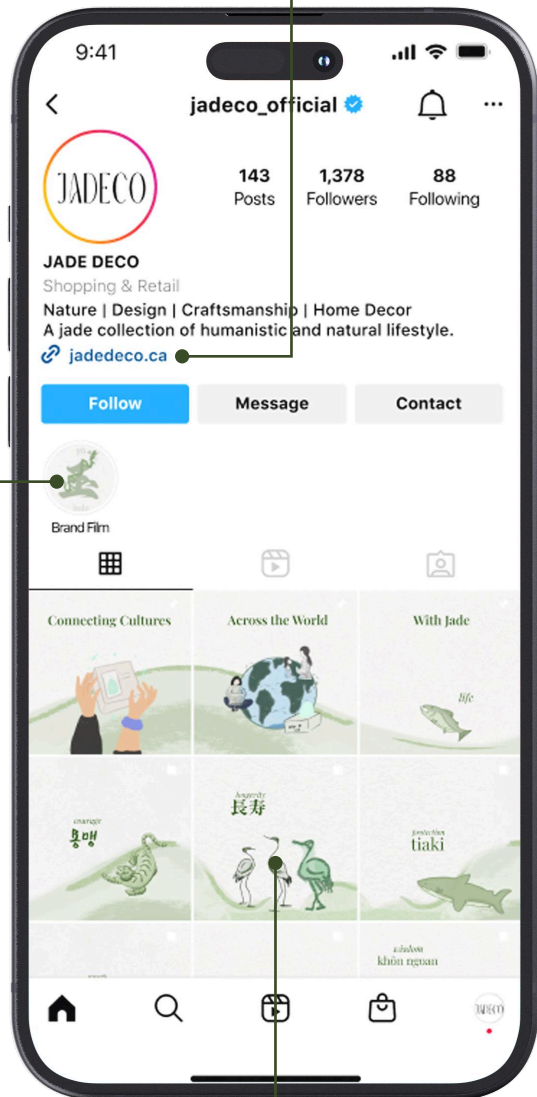 9:41
jadeco_official
JADECO
143 1,378 88
Posts Followers Following
JADE DECO
Shopping & Retail
Nature | Design | Craftsmanship | Home Decor
A jade collection of humanistic and natural lifestyle.
jadedeco.ca
Follow Message Contact
Brand Film
Connecting Cultures Across the World With Jade
life
courage
용맹
longevity
長寿
protection
tiaki
wisdom
khôn ngoan
JADECO